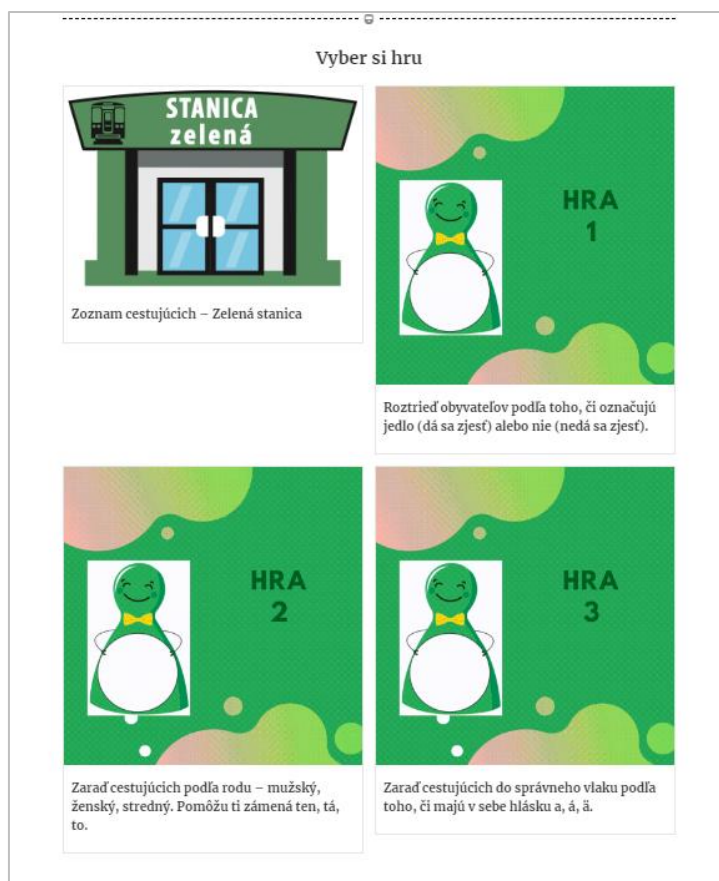 Vyber si hru
STANICA
zelená
Zoznam cestujúcich – Zelená stanica
HRA
1
Roztrieď obyvateľov podľa toho, či označujú
jedlo (dá sa zjesť) alebo nie (nedá sa zjesť).
HRA
2
Zaraď cestujúcich podľa rodu – mužský,
ženský, stredný. Pomôžu ti zámená ten, tá,
to.
HRA
3
Zaraď cestujúcich do správneho vlaku podľa
toho, či majú v sebe hlásku a, á, ä.